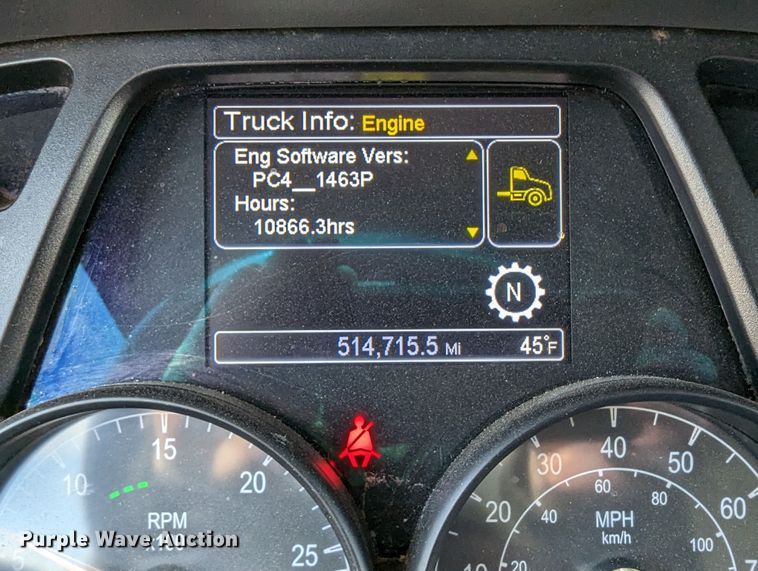 Truck Info: Engine
Eng Software Vers:
PC4__1463P
Hours:
10866.3hrs
N
514,715.5 Mi 45°F
10 15 20 25
RPM
20 30 40 50 60
20 40 60 80 100
MPH
km/h
Purple Wave Auction